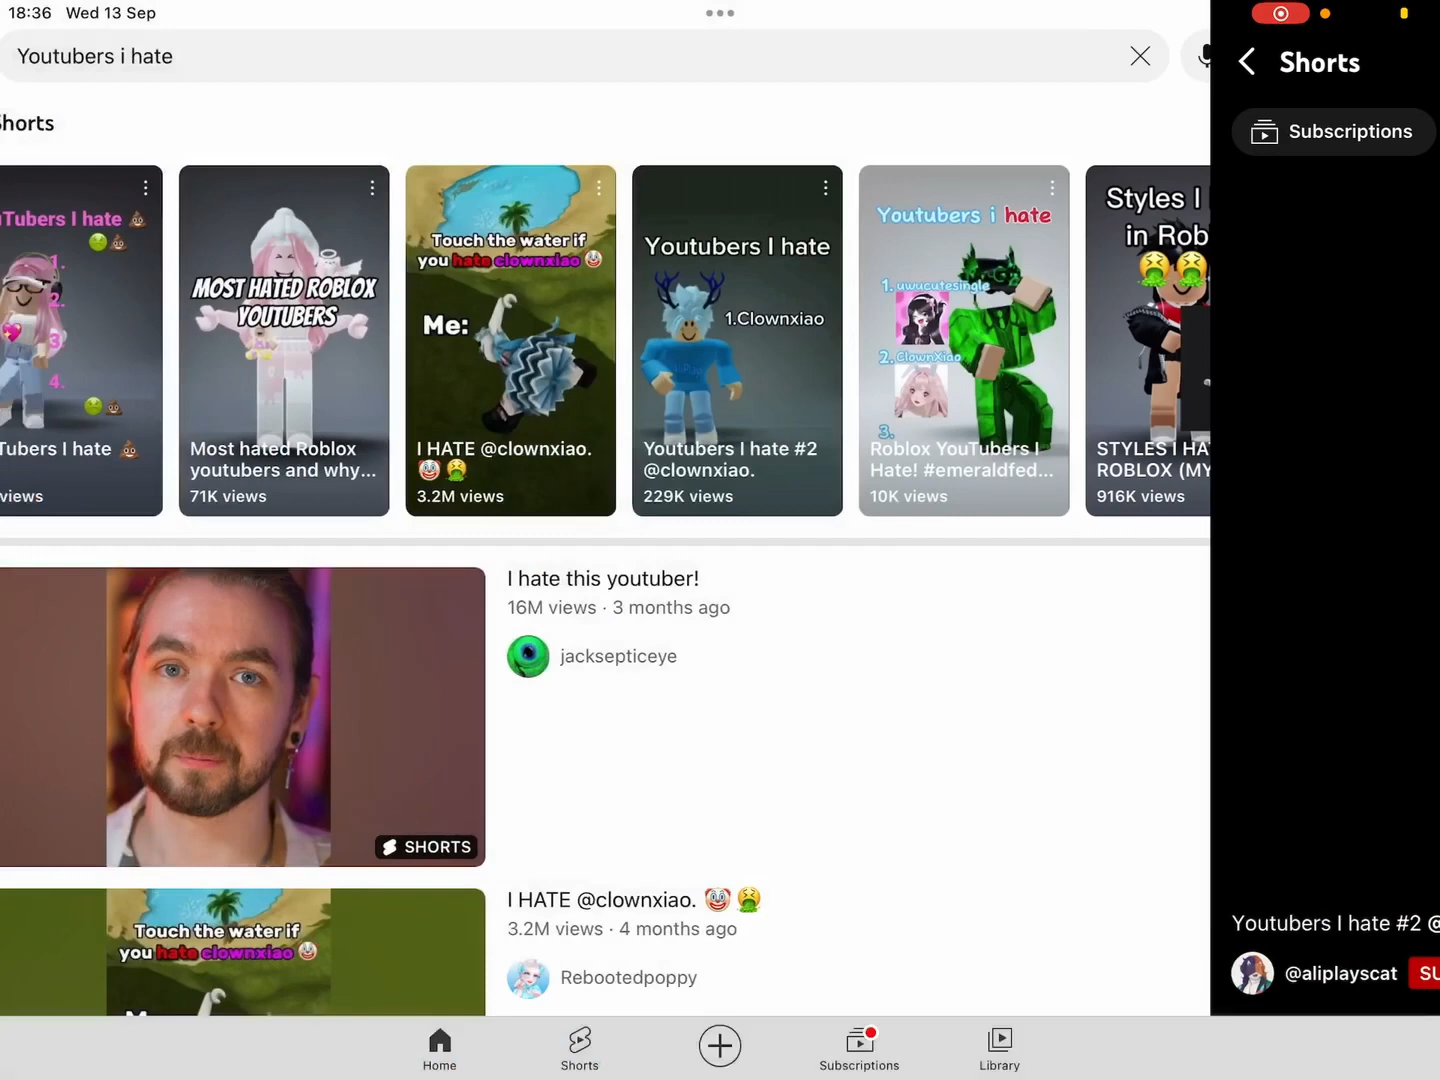 18:36 Wed 13 Sep
Youtubers i hate
Shorts
Subscriptions
Shorts
Tubers I hate 💩
🤢💩
1.
2.
3.
4.
🤢💩
Tubers I hate 💩
views
MOST HATED ROBLOX
YOUTUBERS
Most hated Roblox
youtubers and why...
71K views
Touch the water if
you hate clownxiao 🤡
Me:
I HATE @clownxiao.
🤡 🤮
3.2M views
Youtubers I hate
1.Clownxiao
Youtubers I hate #2
@clownxiao.
229K views
Youtubers i hate
1. uwucutesingle
2. ClownXiao
3.
Roblox YouTubers I
Hate! #emeraldfed...
10K views
Styles I
in Rob
🤮🤮
STYLES I HA
ROBLOX (MY
916K views
I hate this youtuber!
16M views · 3 months ago
jacksepticeye
SHORTS
Touch the water if
you hate clownxiao 🤡
I HATE @clownxiao. 🤡 🤮
3.2M views · 4 months ago
Rebootedpoppy
Youtubers I hate #2 @
@aliplayscat SU
Home Shorts Subscriptions Library